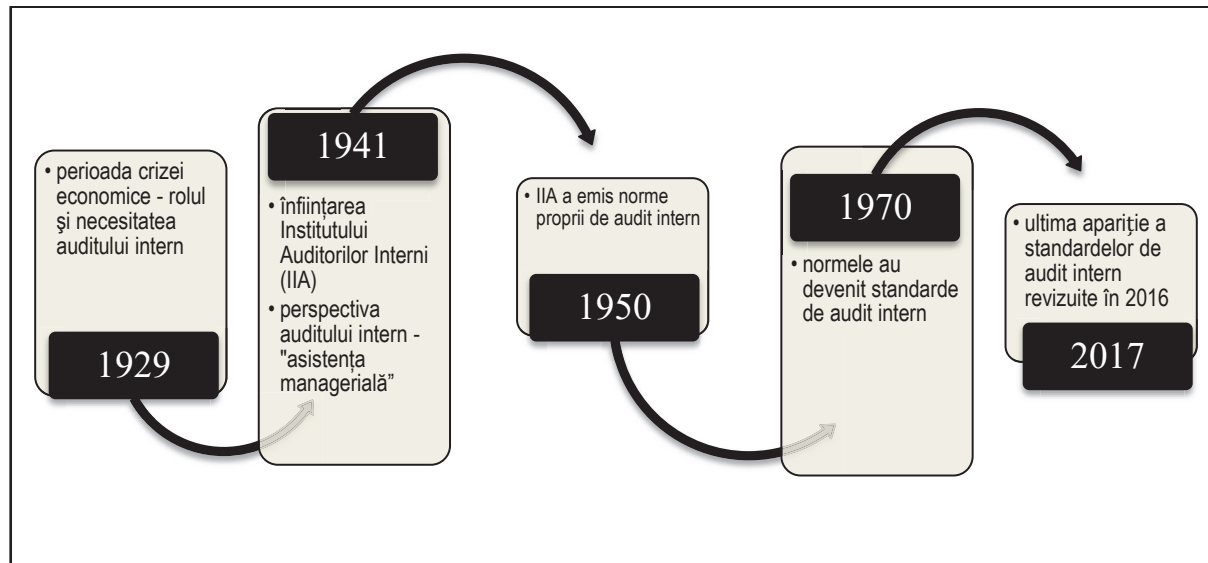 • perioada crizei
economice - rolul
şi necesitatea
auditului intern
1929
1941
• înființarea
Institutului
Auditorilor Interni
(IIA)
• perspectiva
auditului intern -
"asistența
managerială”
• IIA a emis norme
proprii de audit intern
1950
1970
• normele au
devenit standarde
de audit intern
• ultima apariție a
standardelor de
audit intern
revizuite în 2016
2017